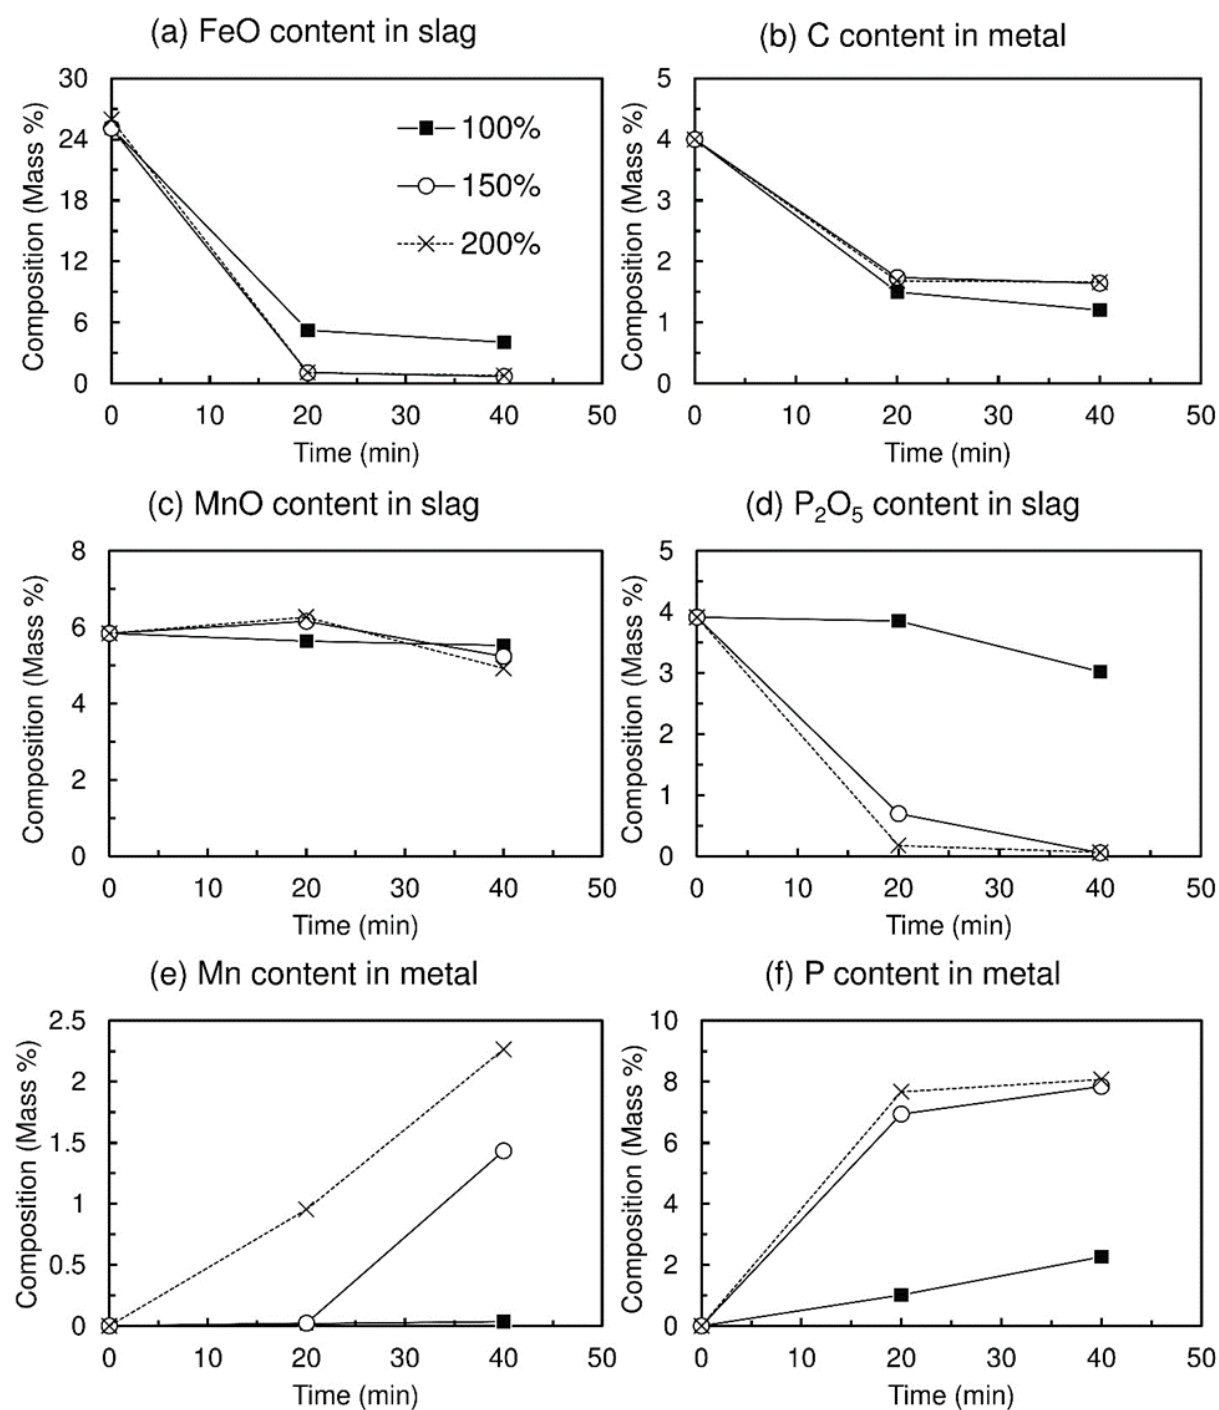 (a) FeO content in slag
Composition (Mass %)
30
24
18
12
6
0
100%
150%
200%
0 10 20 30 40 50
Time (min)
(b) C content in metal
Composition (Mass %)
5
4
3
2
1
0
0 10 20 30 40 50
Time (min)
(c) MnO content in slag
Composition (Mass %)
8
6
4
2
0
0 10 20 30 40 50
Time (min)
(d) P₂O₅ content in slag
Composition (Mass %)
5
4
3
2
1
0
0 10 20 30 40 50
Time (min)
(e) Mn content in metal
Composition (Mass %)
2.5
2
1.5
1
0.5
0
0 10 20 30 40 50
Time (min)
(f) P content in metal
Composition (Mass %)
10
8
6
4
2
0
0 10 20 30 40 50
Time (min)